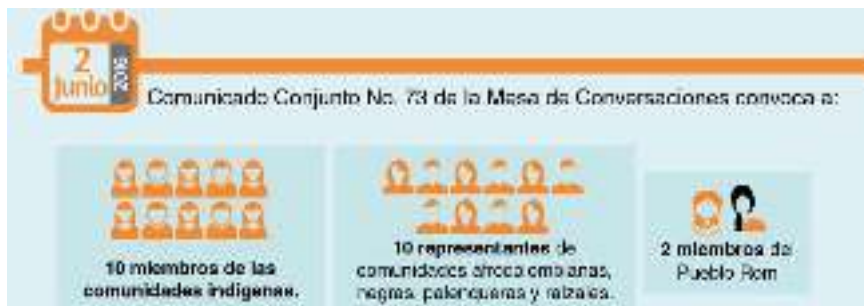 2
Junio
2016
Comunicado Conjunto No. 73 de la Mesa de Conversaciones convoca a:
10 miembros de las
comunidades indígenas.
10 representantes de
comunidades afrocolombianas,
negras, palenqueras y raizales.
2 miembros de
Pueblo Rom